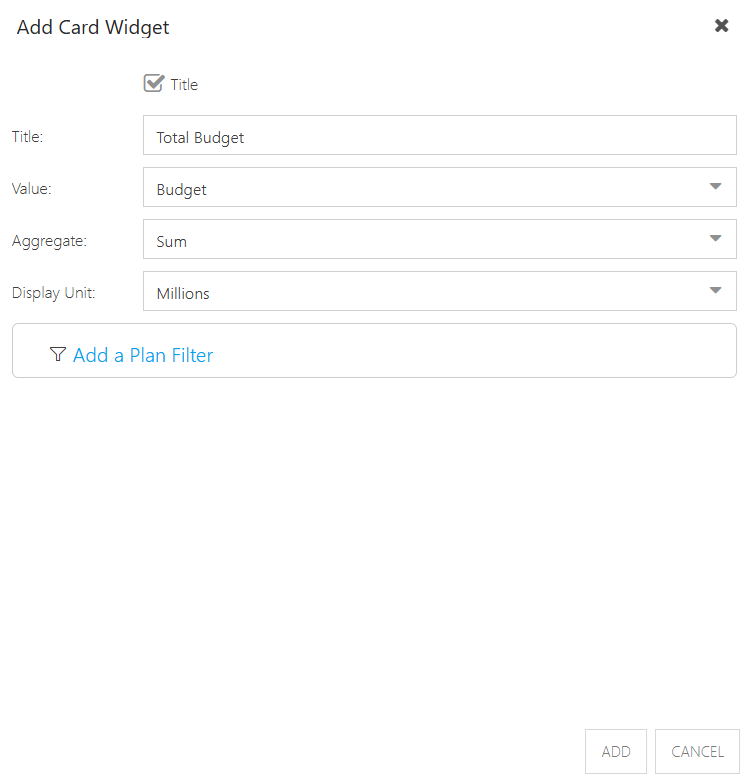 Add Card Widget
Title
Title: Total Budget
Value: Budget
Aggregate: Sum
Display Unit: Millions
Add a Plan Filter
ADD CANCEL